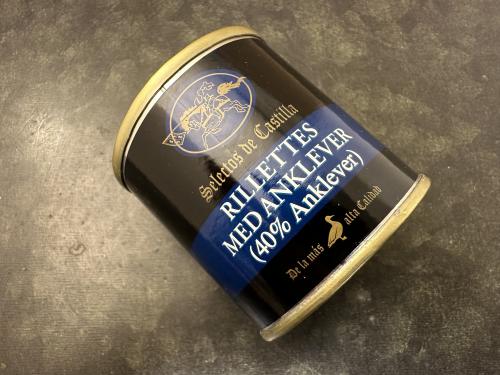 Selectos de Castilla
RILLETTES
MED ANKLEVER
(40% Anklever)
De la más alta Calidad